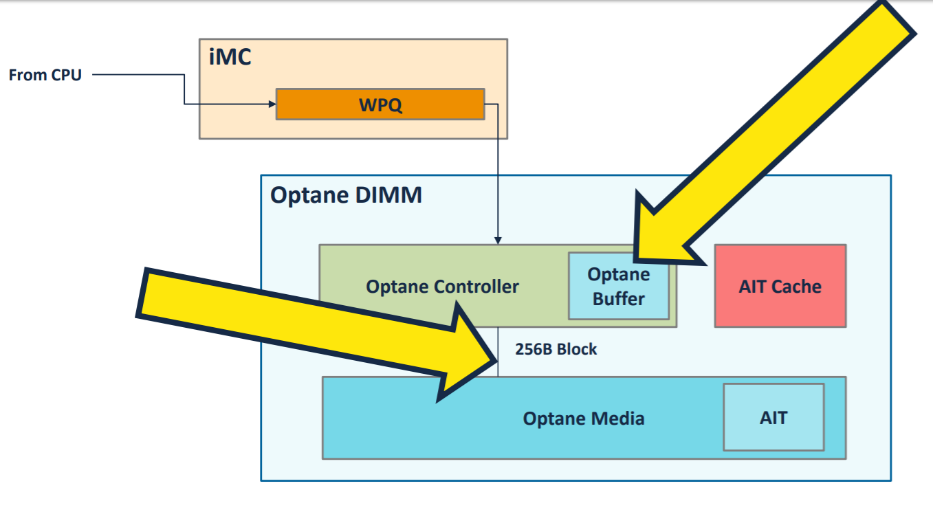 iMC
From CPU
WPQ
Optane DIMM
Optane Controller
Optane
Buffer
AIT Cache
256B Block
Optane Media
AIT